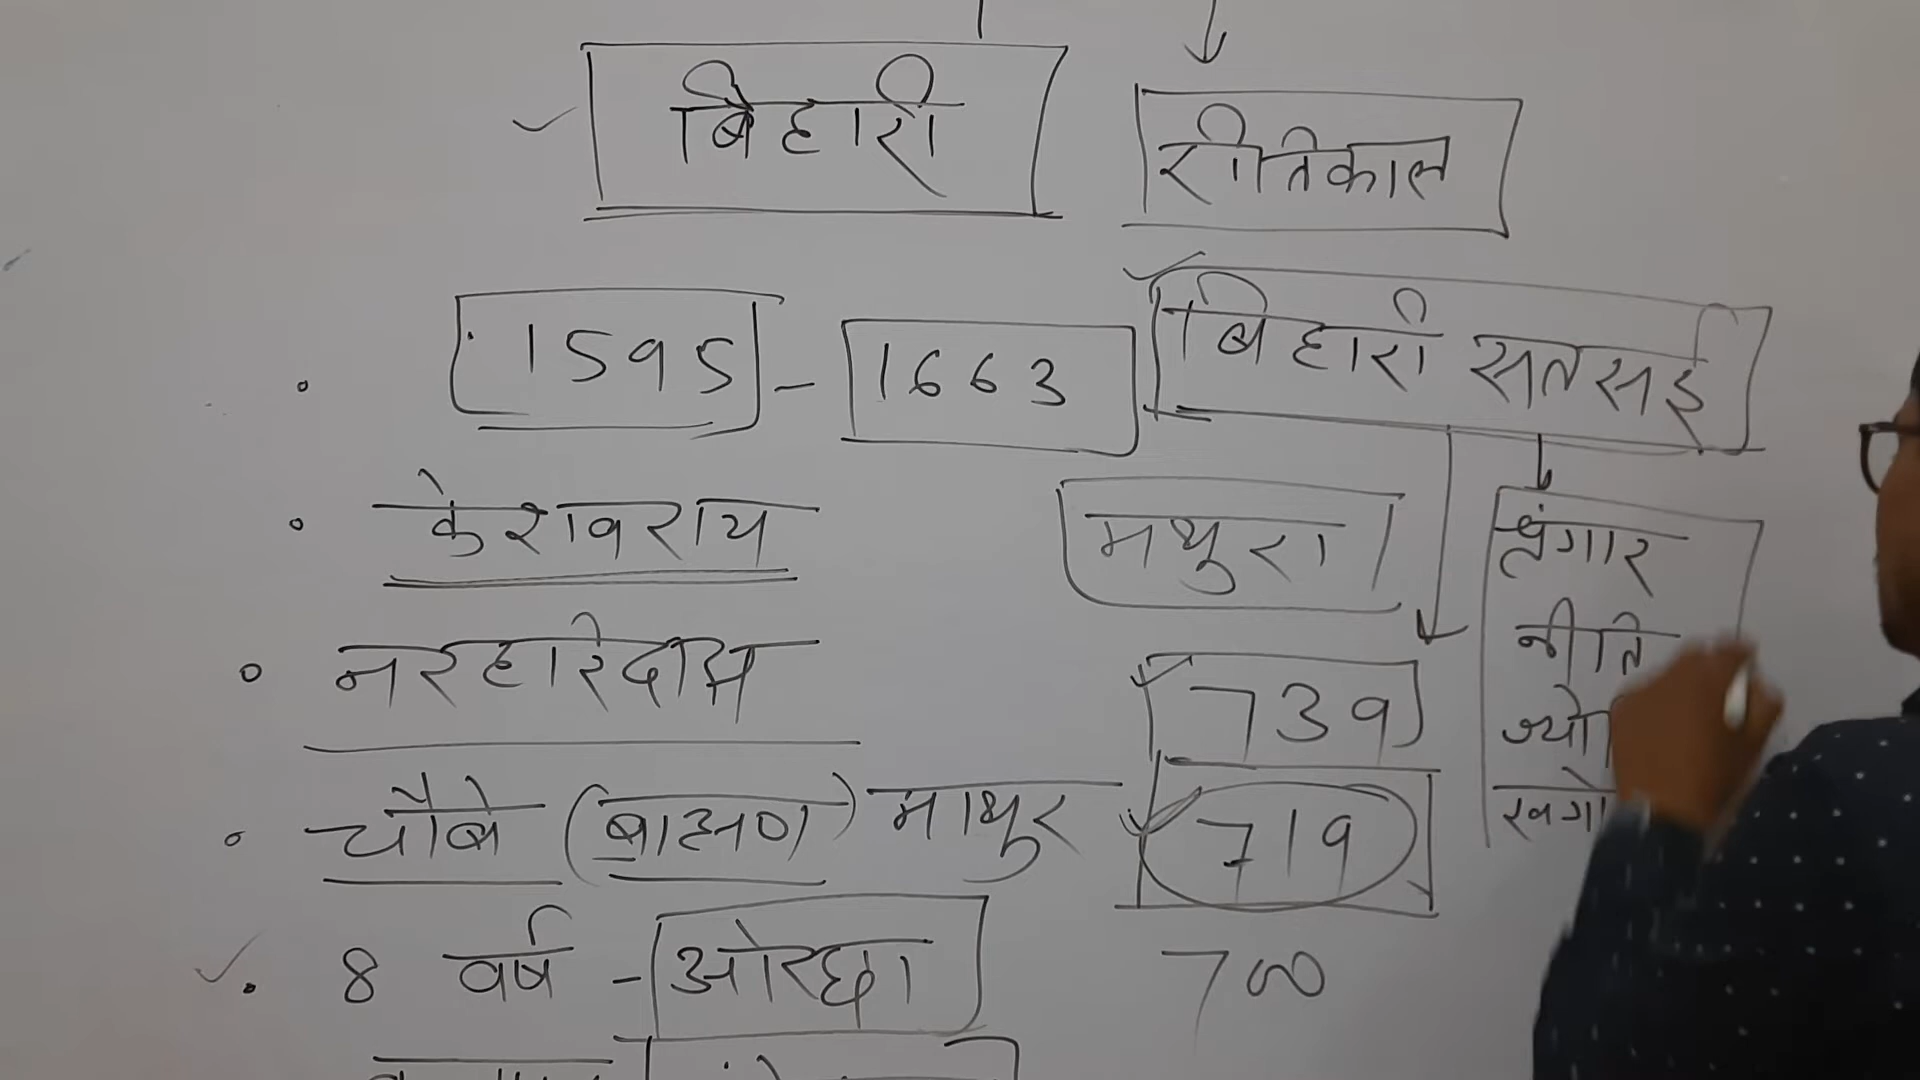 बिहारी
रीतिकाल
1595 - 1663
बिहारी सतसई
केशवराय
मथुरा
श्रृंगार
नीति
नरहरिदास
739
चौबे (ब्राह्मण) माथुर
719
8 वर्ष - ओरछा
700